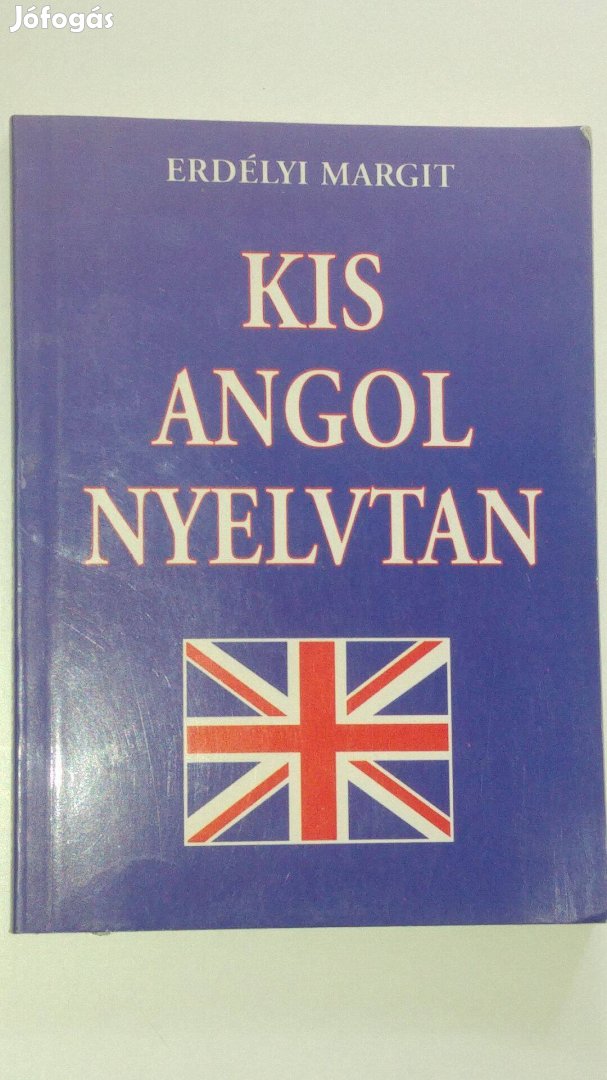 Jófogás
ERDÉLYI MARGIT
KIS
ANGOL
NYELVTAN